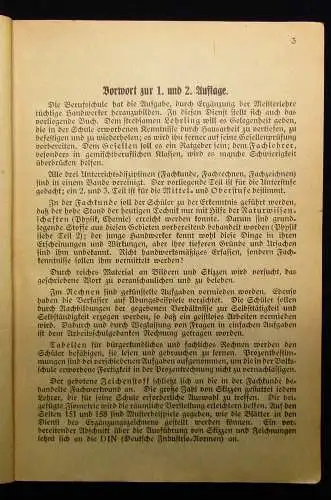 3
Vorwort zur 1. und 2. Auflage.
Die Berufsschule hat die Aufgabe, durch Ergänzung der Meisterlehre
tüchtige Handwerker heranzubilden. In diesen Dienst stellt sich auch das
vorliegende Buch. Dem strebsamen Lehrling will es Gelegenheit geben,
die in der Schule erworbenen Kenntnisse durch Hausarbeit zu vertiefen,
befestigen und zu wiederholen; es wird ihn ferner auf seine Gesellenprüfung
vorbereiten. Dem Gesellen soll es ein Ratgeber sein; dem Fachlehrer,
besonders in gemischtberuflichen Klassen, wird es manche Schwierigkeit
überbrücken helfen.
Alle drei Unterrichtsdisziplinen (Fachkunde, Fachrechnen, Fachzeichnen)
sind in einem Bande vereinigt. Der vorliegende Teil ist für die Unterstufe
gedacht; ein 2. und 3. Teil ist für die Mittel- und Oberstufe bestimmt.
In der Fachkunde soll der Schüler zu der Erkenntnis geführt werden,
daß der hohe Stand der heutigen Technik nur mit Hilfe der Naturwissen-
schaften (Physik, Chemie) erreicht werden konnte. Darum sind grund-
legende Stoffe aus diesen Gebieten vorbereitend behandelt worden (Physik
siehe Teil 2); der junge Handwerker kennt wohl diese Dinge in ihren
Erscheinungen und Wirkungen, aber ihre tieferen Gründe und Ursachen
sind ihm unbekannt. Nicht handwerksmäßiges Erfassen, sondern Fach-
kenntnisse sollen ihm vermittelt werden!
Durch reiches Material an Bildern und Skizzen wird versucht, das
geschriebene Wort zu veranschaulichen und zu beleben.
Im Rechnen sind gekünstelte Aufgaben vermieden worden. Ebenso
haben die Verfasser auf Übungsbeispiele verzichtet. Die Schüler sollen
durch Nachbildungen der gegebenen Verhältnisse zur Selbsttätigkeit und
Selbständigkeit erzogen werden, so daß ein geistloses Arbeiten vermieden
wird. Dadurch und durch Weglassung von Fragen in einfachen Aufgaben
ist dem Arbeitsschulgedanken Rechnung getragen worden.
Tabellen für bürgerkundliches und fachliches Rechnen werden den
Schüler befähigen, sie lesen und gebrauchen zu lernen. Prozentbestim-
mungen sind bei verschiedenen Aufgaben aufgenommen, um die in der Volks-
schule erworbene Fertigkeit in der Prozentrechnung nicht zu vernachlässigen.
Der gebotene Zeichenstoff schließt sich an die in der Fachkunde be-
handelte Fachwerkbund an. Die große Zahl von Skizzen gestattet jedem
Lehrer, die für seine Schule erforderliche Auswahl zu treffen. Die bei-
gefügte Isometrie wird die räumliche Vorstellung erleichtern helfen. Auf
den Seiten 151 und 158 sind Musterbeispiele gegeben, wie die Blätter in den
Dienst des Ergänzungszeichnens gestellt werden können. Ein vor-
bereitender Abschnitt über die Ausführung von Skizzen und Zeichnungen
lehnt sich an die DIN (Deutsche Industrie-Normen) an.